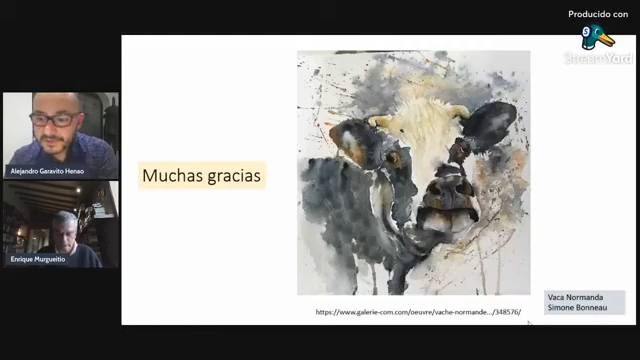 Producido con
StreamYard
Alejandro Garavito Henao
Enrique Murgueitio
Muchas gracias
https://www.galerie-com.com/oeuvre/vache-normande.../348576/
Vaca Normanda
Simone Bonneau